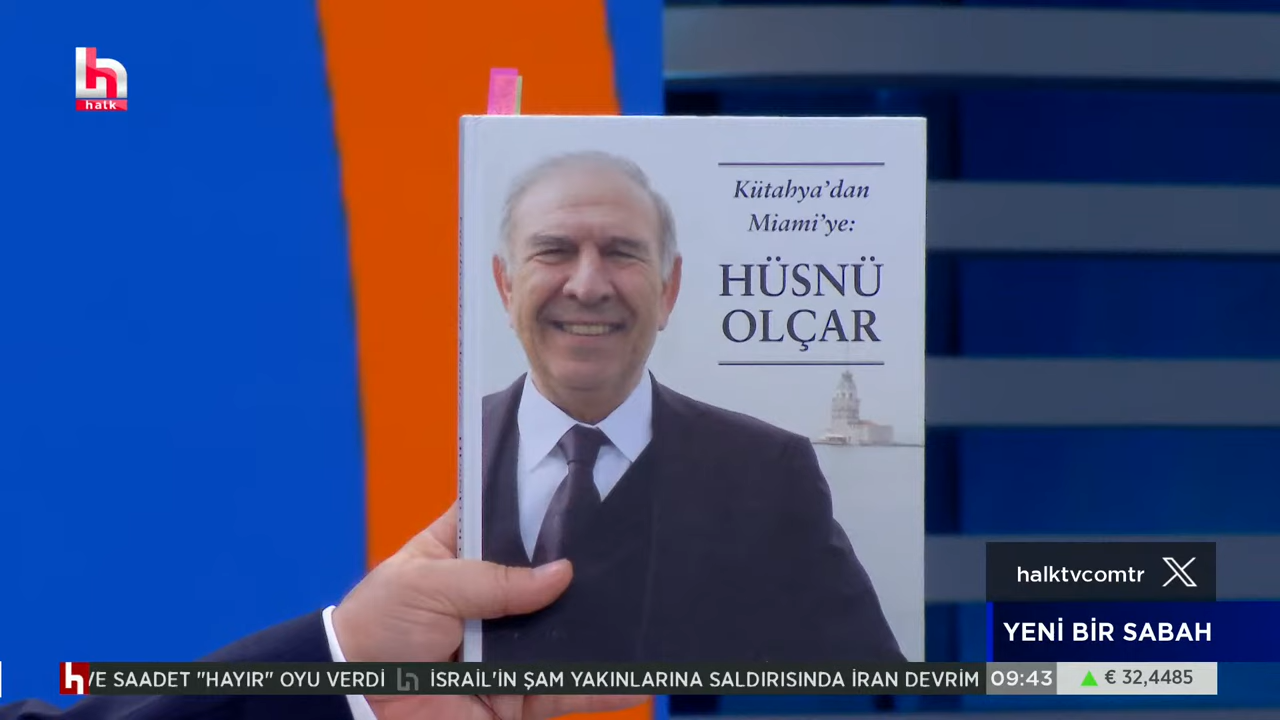 halk
Kütahya'dan
Miami'ye:
HÜSNÜ
OLÇAR
halktvcomtr
YENİ BİR SABAH
VE SAADET "HAYIR" OYU VERDİ
İSRAİL'İN ŞAM YAKINLARINA SALDIRISINDA İRAN DEVRİM
09:43
€ 32,4485